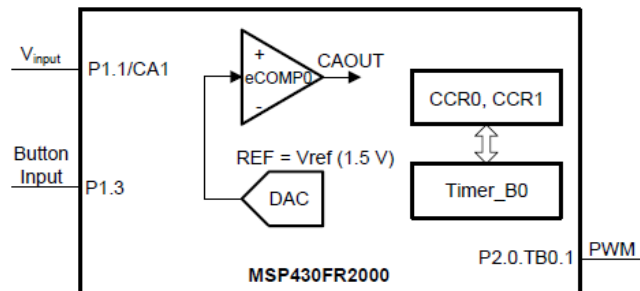 V input
P1.1/CA1
+
eCOMP0
-
CAOUT
CCR0, CCR1
Button
Input
P1.3
REF = Vref (1.5 V)
DAC
Timer_B0
P2.0.TB0.1
PWM
MSP430FR2000